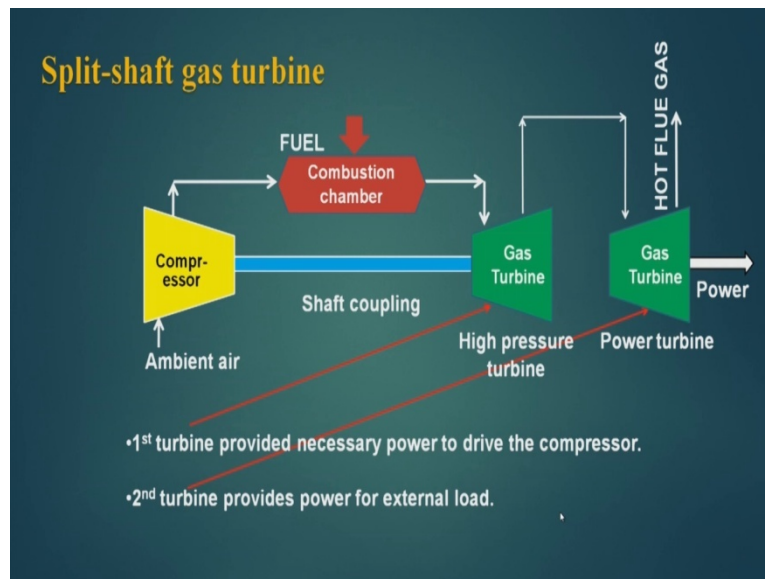 Split-shaft gas turbine
FUEL
Combustion
chamber
HOT FLUE GAS
Compr-
essor
Gas
Turbine
Gas
Turbine
Power
Shaft coupling
Ambient air
High pressure
turbine
Power turbine
•1st turbine provided necessary power to drive the compressor.
•2nd turbine provides power for external load.